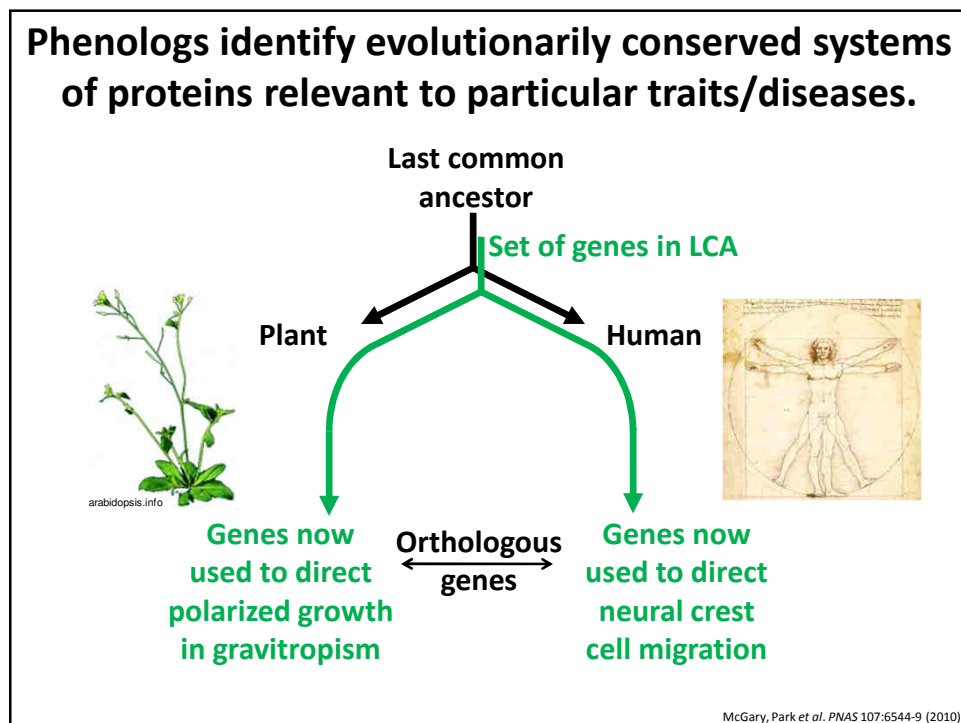 Phenologs identify evolutionarily conserved systems
of proteins relevant to particular traits/diseases.
Last common
ancestor
Set of genes in LCA
Plant
Human
arabidopsis.info
Genes now
used to direct
polarized growth
in gravitropism
Orthologous
genes
Genes now
used to direct
neural crest
cell migration
McGary, Park et al. PNAS 107:6544-9 (2010)